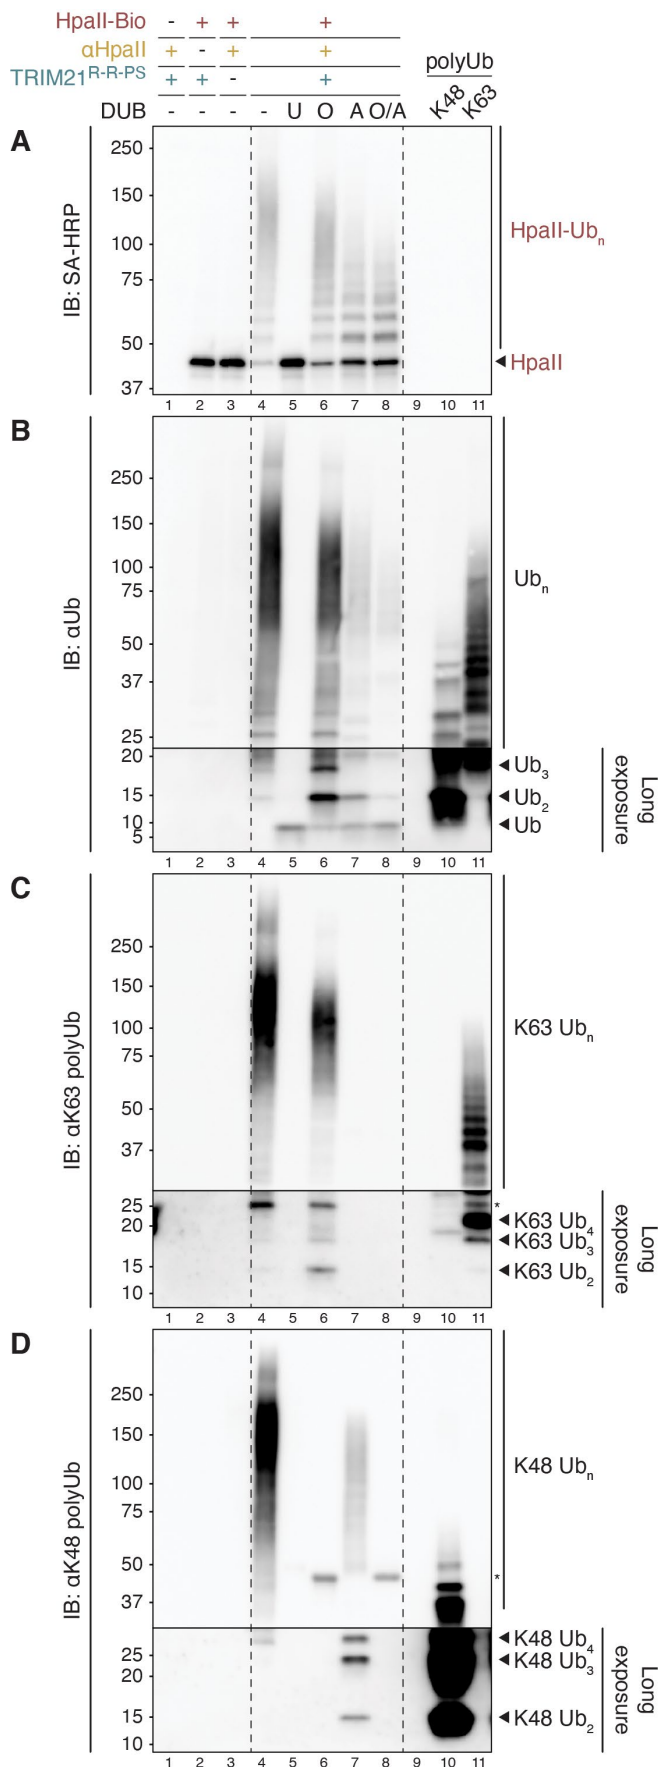 HpaII-Bio - + + +
αHpaII + - + +
TRIM21R-R-PS + + - +
polyUb
DUB - - - - U O A O/A K48 K63
A
IB: SA-HRP
250
150
100
75
50
37
HpaII-Ubn
HpaII
1 2 3 4 5 6 7 8 9 10 11
B
IB: αUb
250
150
100
75
50
37
25
20
15
10
5
Ubn
Ub3
Ub2
Ub
Long
exposure
1 2 3 4 5 6 7 8 9 10 11
C
IB: αK63 polyUb
250
150
100
75
50
37
25
20
15
10
K63 Ubn
*
K63 Ub4
K63 Ub3
K63 Ub2
Long
exposure
1 2 3 4 5 6 7 8 9 10 11
D
IB: αK48 polyUb
250
150
100
75
50
37
25
20
15
10
K48 Ubn
*
K48 Ub4
K48 Ub3
K48 Ub2
Long
exposure
1 2 3 4 5 6 7 8 9 10 11